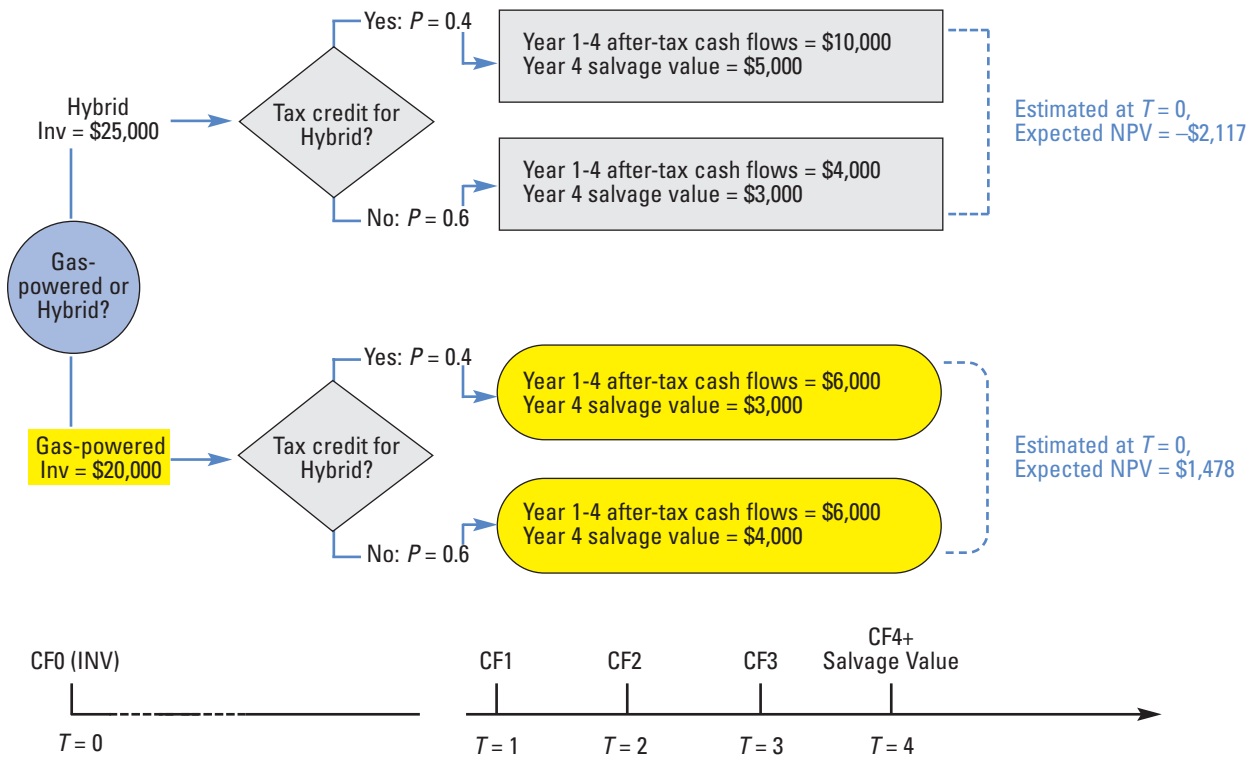 Yes: P = 0.4
Year 1-4 after-tax cash flows = $10,000
Year 4 salvage value = $5,000
Hybrid
Inv = $25,000
Tax credit for
Hybrid?
Estimated at T = 0,
Expected NPV = –$2,117
Year 1-4 after-tax cash flows = $4,000
Year 4 salvage value = $3,000
No: P = 0.6
Gas-
powered or
Hybrid?
Yes: P = 0.4
Year 1-4 after-tax cash flows = $6,000
Year 4 salvage value = $3,000
Gas-powered
Inv = $20,000
Tax credit for
Hybrid?
Estimated at T = 0,
Expected NPV = $1,478
Year 1-4 after-tax cash flows = $6,000
Year 4 salvage value = $4,000
No: P = 0.6
CF0 (INV)
CF1
CF2
CF3
CF4+
Salvage Value
T = 0
T = 1
T = 2
T = 3
T = 4